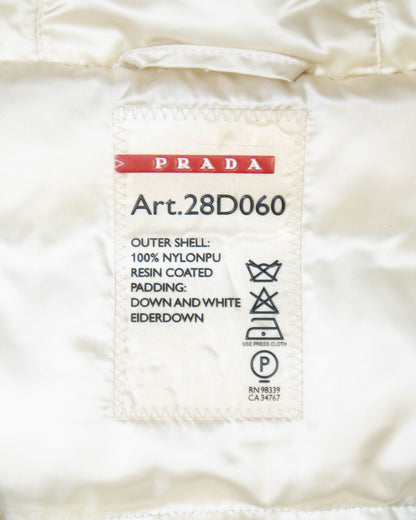 PRADA
Art.28D060
OUTER SHELL:
100% NYLONPU
RESIN COATED
PADDING:
DOWN AND WHITE
EIDERDOWN
USE PRESS CLOTH
P
RN 98339
CA 34767